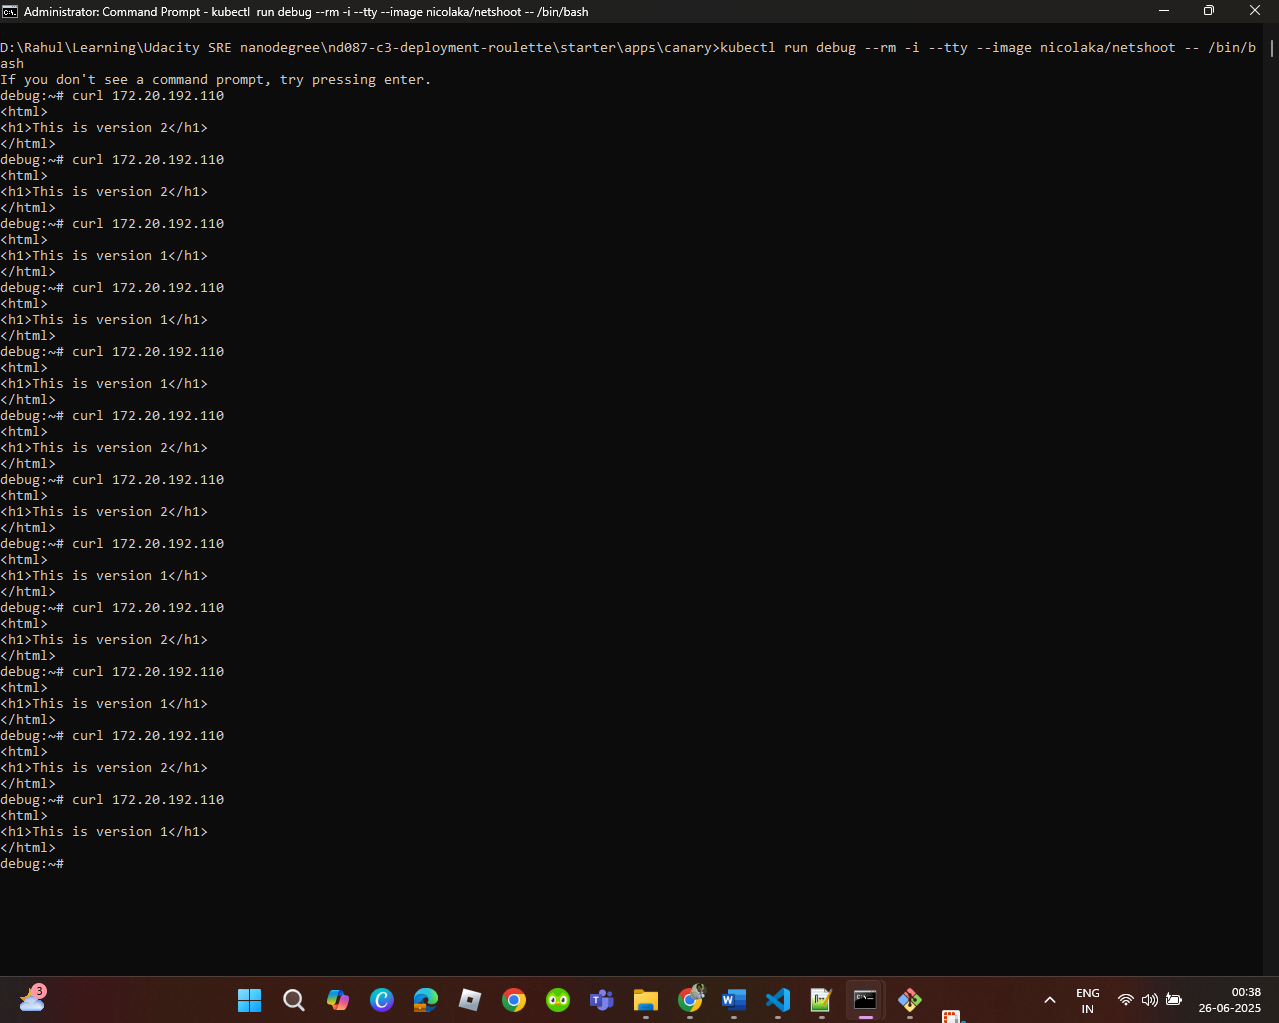 Administrator: Command Prompt - kubectl  run debug --rm -i --tty --image nicolaka/netshoot -- /bin/bash
D:\Rahul\Learning\Udacity SRE nanodegree\nd087-c3-deployment-roulette\starter\apps\canary>kubectl run debug --rm -i --tty --image nicolaka/netshoot -- /bin/b
ash
If you don't see a command prompt, try pressing enter.
debug:~# curl 172.20.192.110
<html>
<h1>This is version 2</h1>
</html>
debug:~# curl 172.20.192.110
<html>
<h1>This is version 2</h1>
</html>
debug:~# curl 172.20.192.110
<html>
<h1>This is version 1</h1>
</html>
debug:~# curl 172.20.192.110
<html>
<h1>This is version 1</h1>
</html>
debug:~# curl 172.20.192.110
<html>
<h1>This is version 1</h1>
</html>
debug:~# curl 172.20.192.110
<html>
<h1>This is version 2</h1>
</html>
debug:~# curl 172.20.192.110
<html>
<h1>This is version 2</h1>
</html>
debug:~# curl 172.20.192.110
<html>
<h1>This is version 1</h1>
</html>
debug:~# curl 172.20.192.110
<html>
<h1>This is version 2</h1>
</html>
debug:~# curl 172.20.192.110
<html>
<h1>This is version 1</h1>
</html>
debug:~# curl 172.20.192.110
<html>
<h1>This is version 2</h1>
</html>
debug:~# curl 172.20.192.110
<html>
<h1>This is version 1</h1>
</html>
debug:~#
3
ENG
IN
00:38
26-06-2025